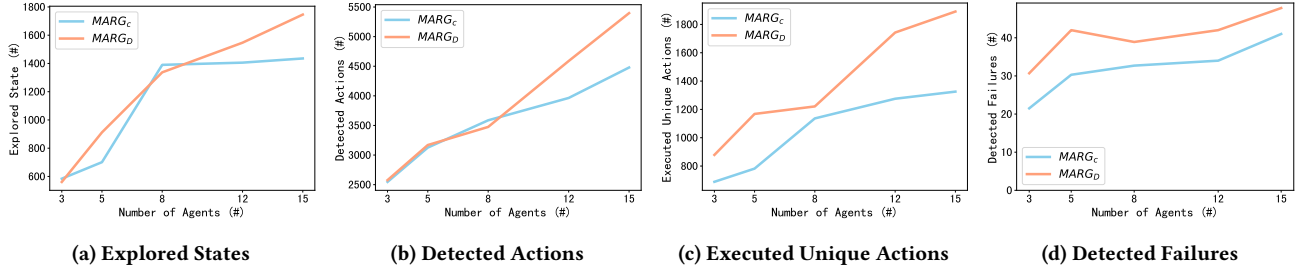 1800
1600
1400
1200
1000
800
600
Explored State (#)
MARG_C
MARG_D
3 5 8 12 15
Number of Agents (#)
(a) Explored States
5500
5000
4500
4000
3500
3000
2500
Detected Actions (#)
MARG_C
MARG_D
3 5 8 12 15
Number of Agents (#)
(b) Detected Actions
1800
1600
1400
1200
1000
800
Executed Unique Actions (#)
MARG_C
MARG_D
3 5 8 12 15
Number of Agents (#)
(c) Executed Unique Actions
40
30
20
10
0
Detected Failures (#)
MARG_C
MARG_D
3 5 8 12 15
Number of Agents (#)
(d) Detected Failures